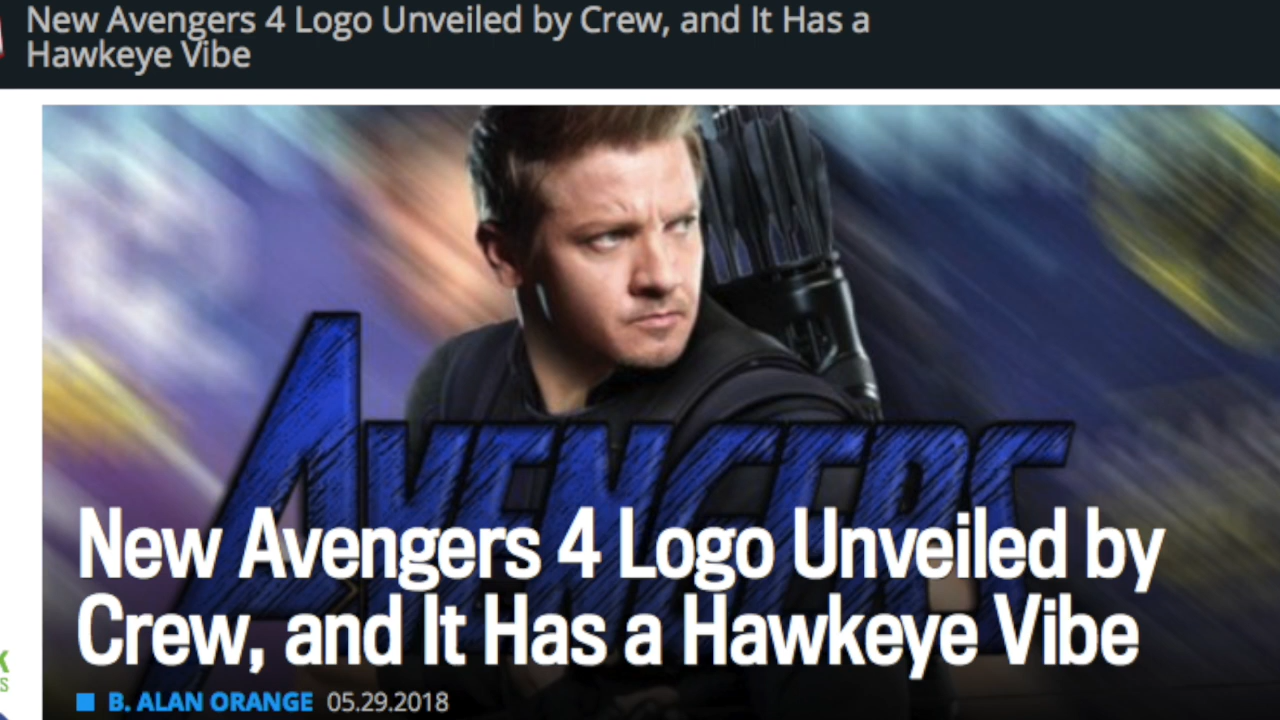 New Avengers 4 Logo Unveiled by Crew, and It Has a
Hawkeye Vibe
AVENGERS
New Avengers 4 Logo Unveiled by
Crew, and It Has a Hawkeye Vibe
B. ALAN ORANGE 05.29.2018